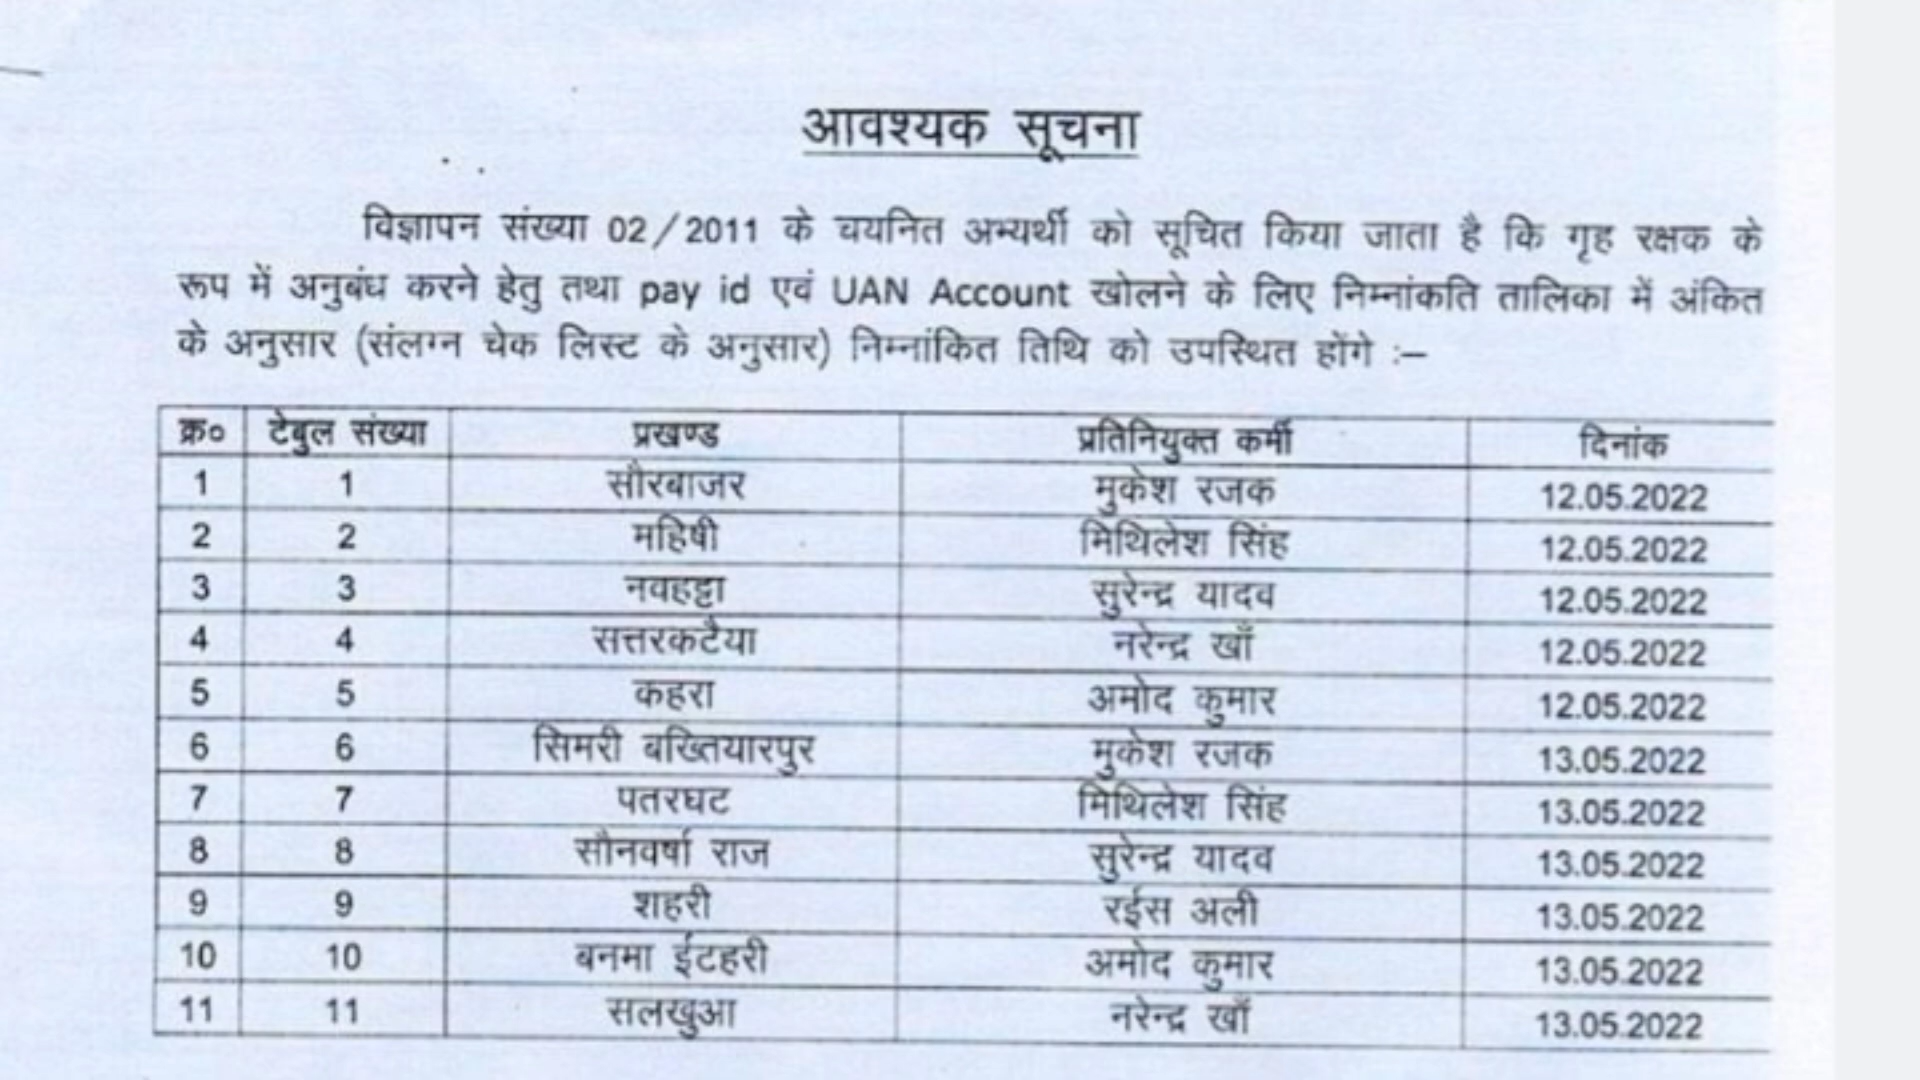 आवश्यक सूचना
विज्ञापन संख्या 02/2011 के चयनित अभ्यर्थी को सूचित किया जाता है कि गृह रक्षक के
रूप में अनुबंध करने हेतु तथा pay id एवं UAN Account खोलने के लिए निम्नांकति तालिका में अंकित
के अनुसार (संलग्न चेक लिस्ट के अनुसार) निम्नांकित तिथि को उपस्थित होंगे :–
क्र० टेबुल संख्या प्रखण्ड प्रतिनियुक्त कर्मी दिनांक
1 1 सौरबाजर मुकेश रजक 12.05.2022
2 2 महिषी मिथिलेश सिंह 12.05.2022
3 3 नवहट्टा सुरेन्द्र यादव 12.05.2022
4 4 सत्तरकटैया नरेन्द्र खाँ 12.05.2022
5 5 कहरा अमोद कुमार 12.05.2022
6 6 सिमरी बख्तियारपुर मुकेश रजक 13.05.2022
7 7 पतरघट मिथिलेश सिंह 13.05.2022
8 8 सौनवर्षा राज सुरेन्द्र यादव 13.05.2022
9 9 शहरी रईस अली 13.05.2022
10 10 बनमा ईटहरी अमोद कुमार 13.05.2022
11 11 सलखुआ नरेन्द्र खाँ 13.05.2022